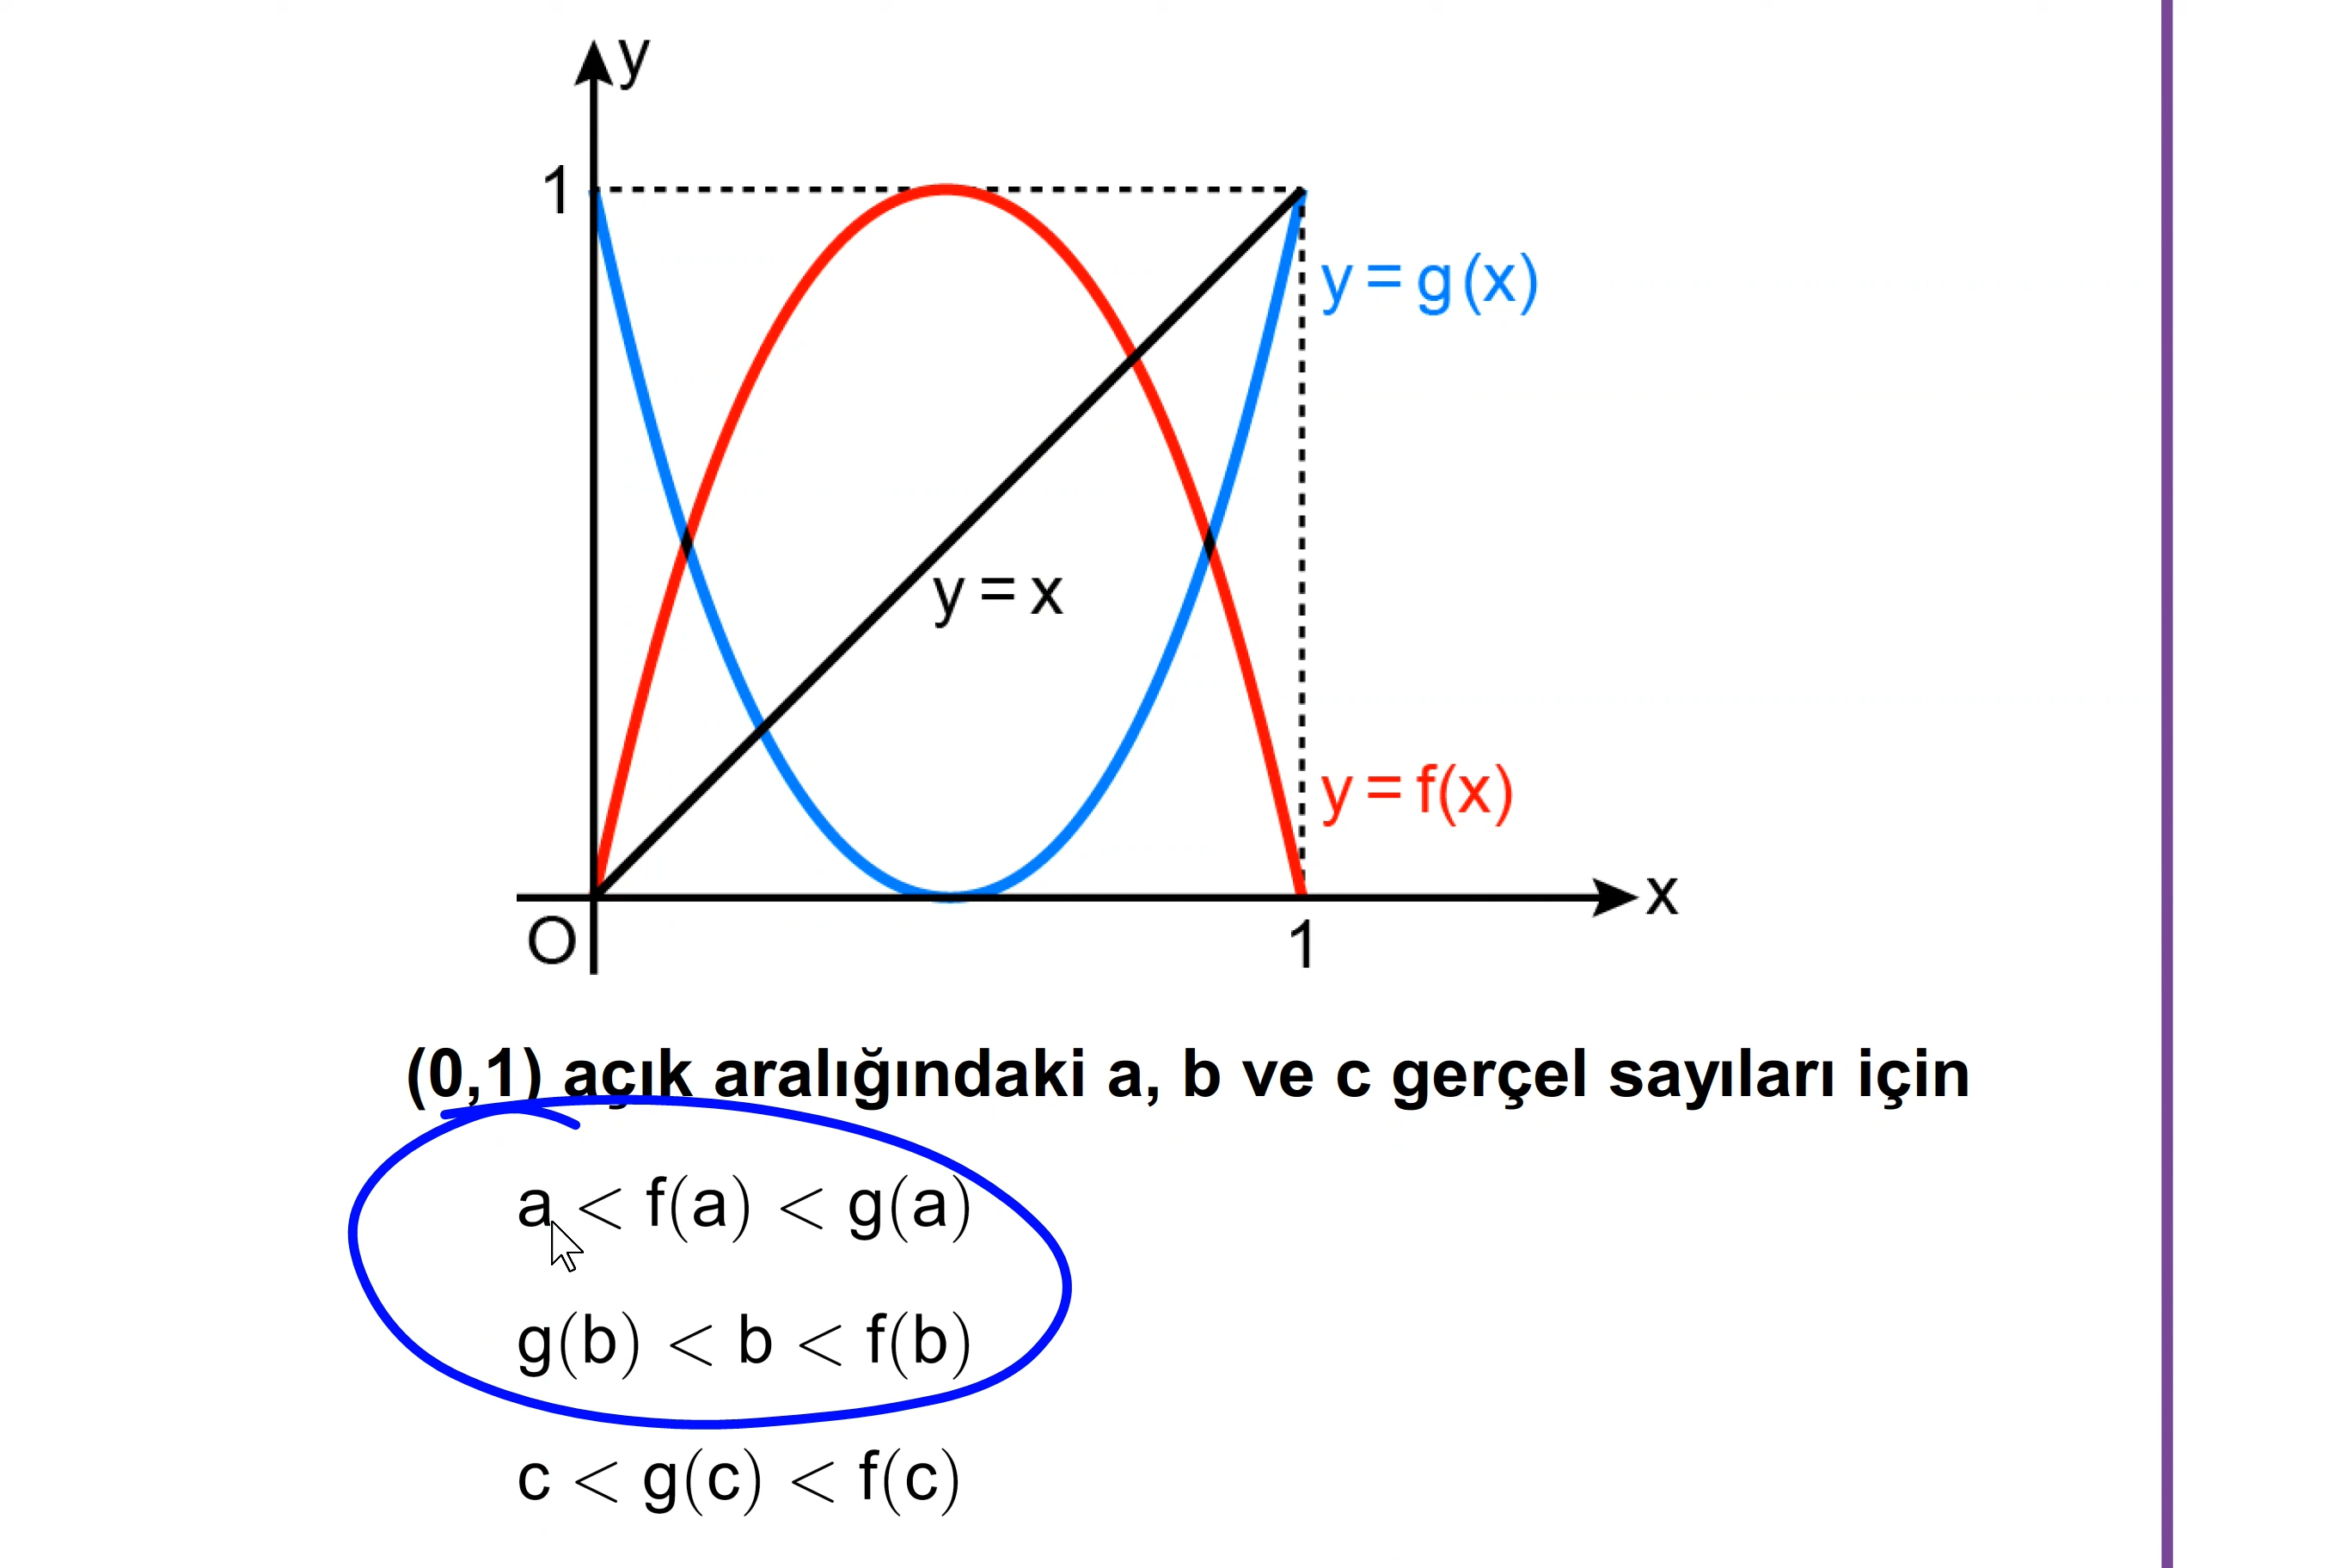 y
1
y = g(x)
y = x
y = f(x)
x
O
1
(0,1) açık aralığındaki a, b ve c gerçel sayıları için
a < f(a) < g(a)
g(b) < b < f(b)
c < g(c) < f(c)